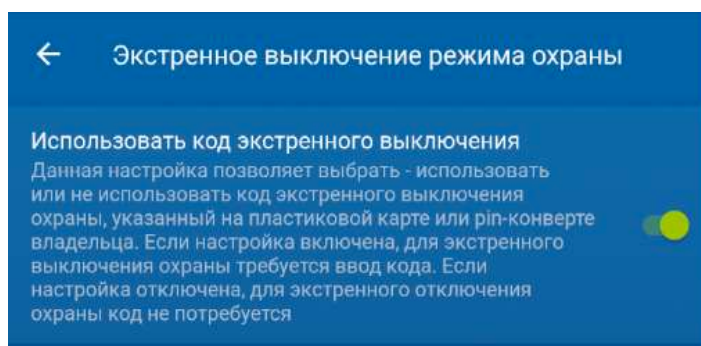 Экстренное выключение режима охраны
Использовать код экстренного выключения
Данная настройка позволяет выбрать - использовать
или не использовать код экстренного выключения
охраны, указанный на пластиковой карте или pin-конверте
владельца. Если настройка включена, для экстренного
выключения охраны требуется ввод кода. Если
настройка отключена, для экстренного отключения
охраны код не потребуется